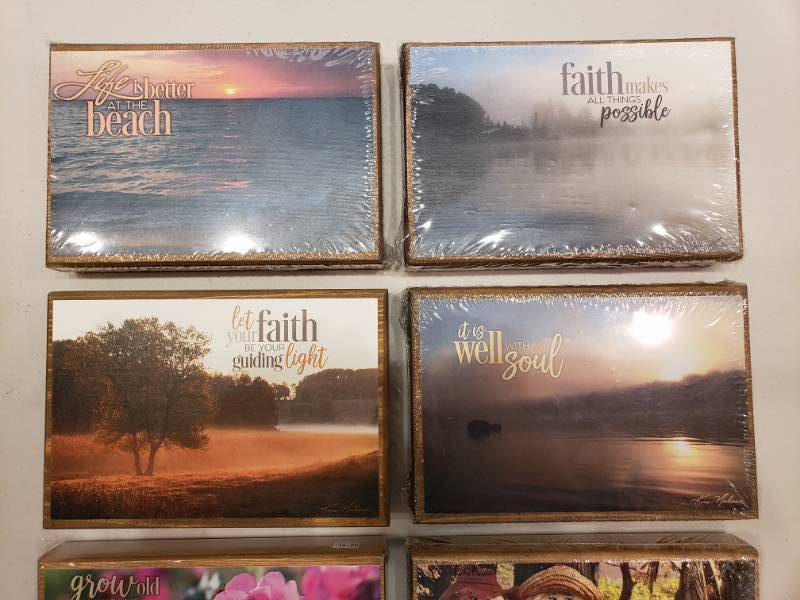 Life is better
AT THE
beach
faith makes
ALL THINGS
possible
let
your faith
BE YOUR
guiding light
it is
well WITH MY
soul
grow old